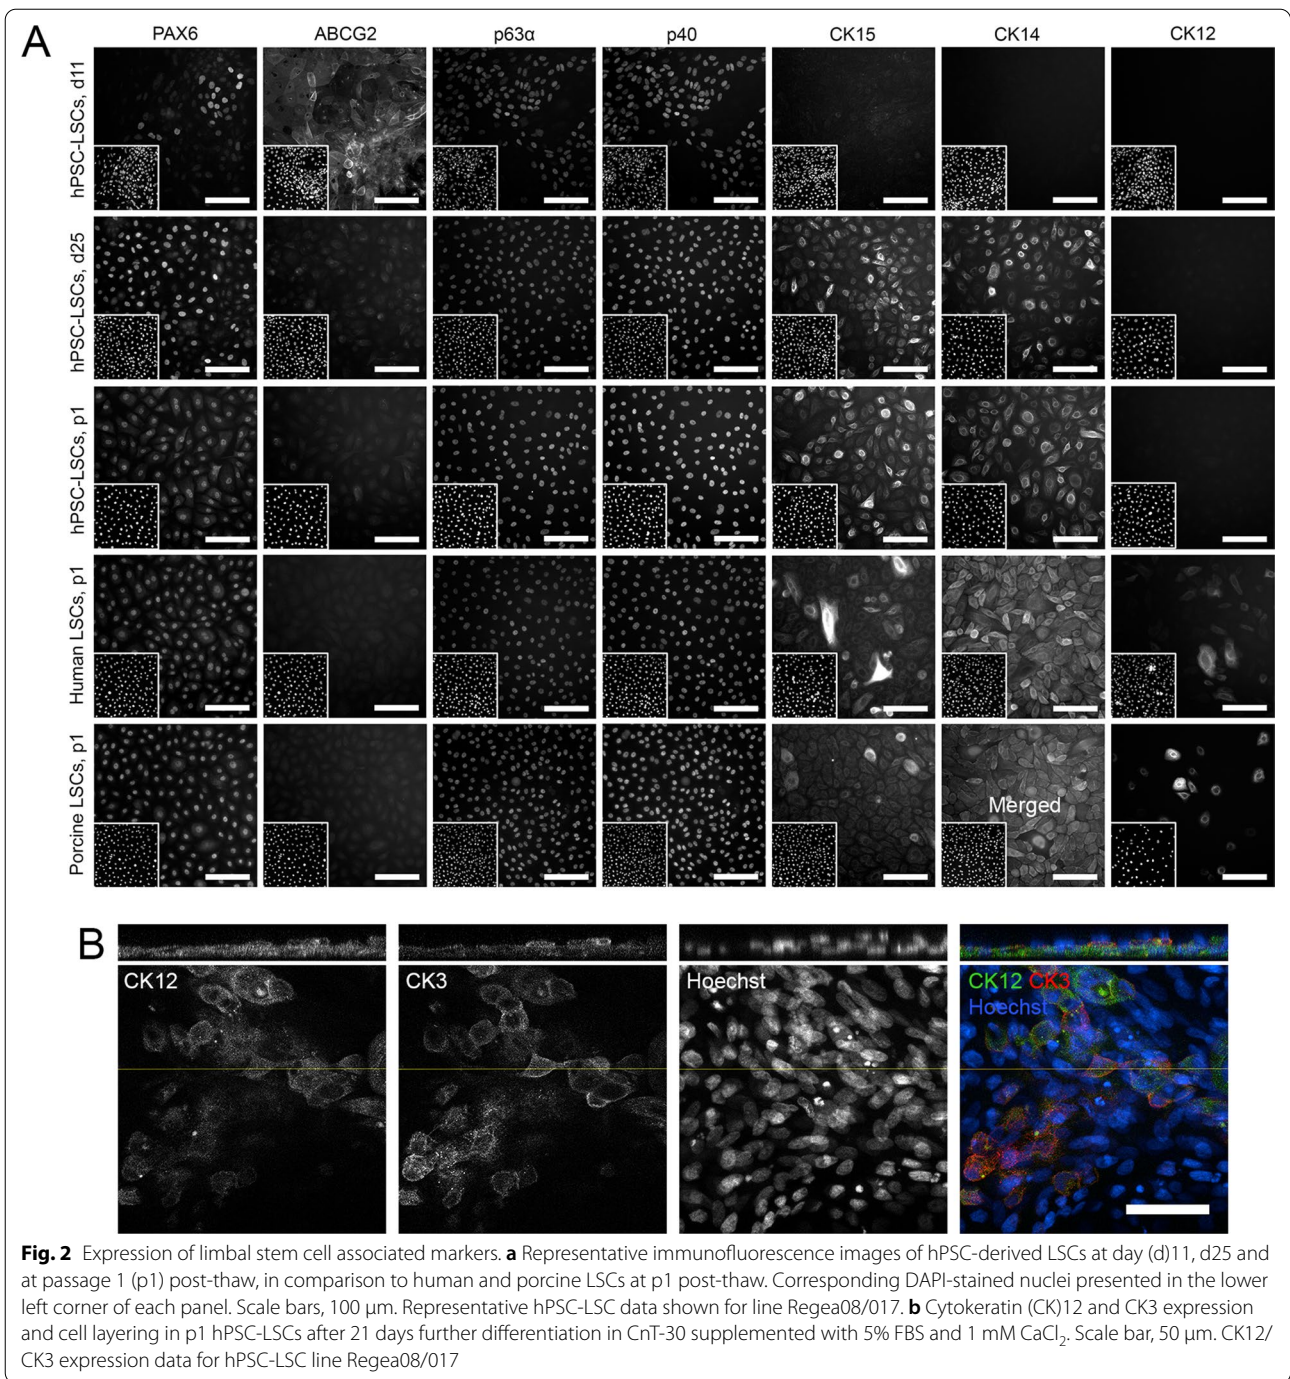 A
PAX6 ABCG2 p63α p40 CK15 CK14 CK12
hPSC-LSCs, d11
hPSC-LSCs, d25
hPSC-LSCs, p1
Human LSCs, p1
Porcine LSCs, p1
Merged
B
CK12
CK3
Hoechst
CK12 CK3
Hoechst
Fig. 2 Expression of limbal stem cell associated markers. a Representative immunofluorescence images of hPSC-derived LSCs at day (d)11, d25 and
at passage 1 (p1) post-thaw, in comparison to human and porcine LSCs at p1 post-thaw. Corresponding DAPI-stained nuclei presented in the lower
left corner of each panel. Scale bars, 100 μm. Representative hPSC-LSC data shown for line Regea08/017. b Cytokeratin (CK)12 and CK3 expression
and cell layering in p1 hPSC-LSCs after 21 days further differentiation in CnT-30 supplemented with 5% FBS and 1 mM CaCl₂. Scale bar, 50 μm. CK12/
CK3 expression data for hPSC-LSC line Regea08/017